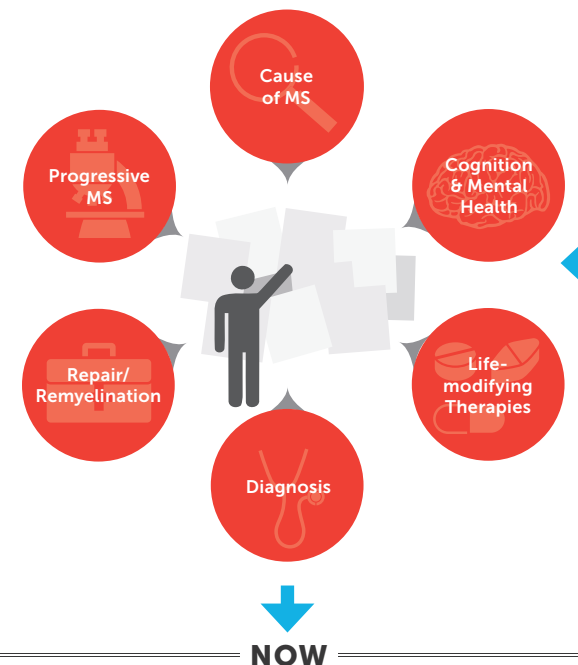 Cause
of MS
Progressive
MS
Cognition
& Mental
Health
Repair/
Remyelination
Life-
modifying
Therapies
Diagnosis
NOW